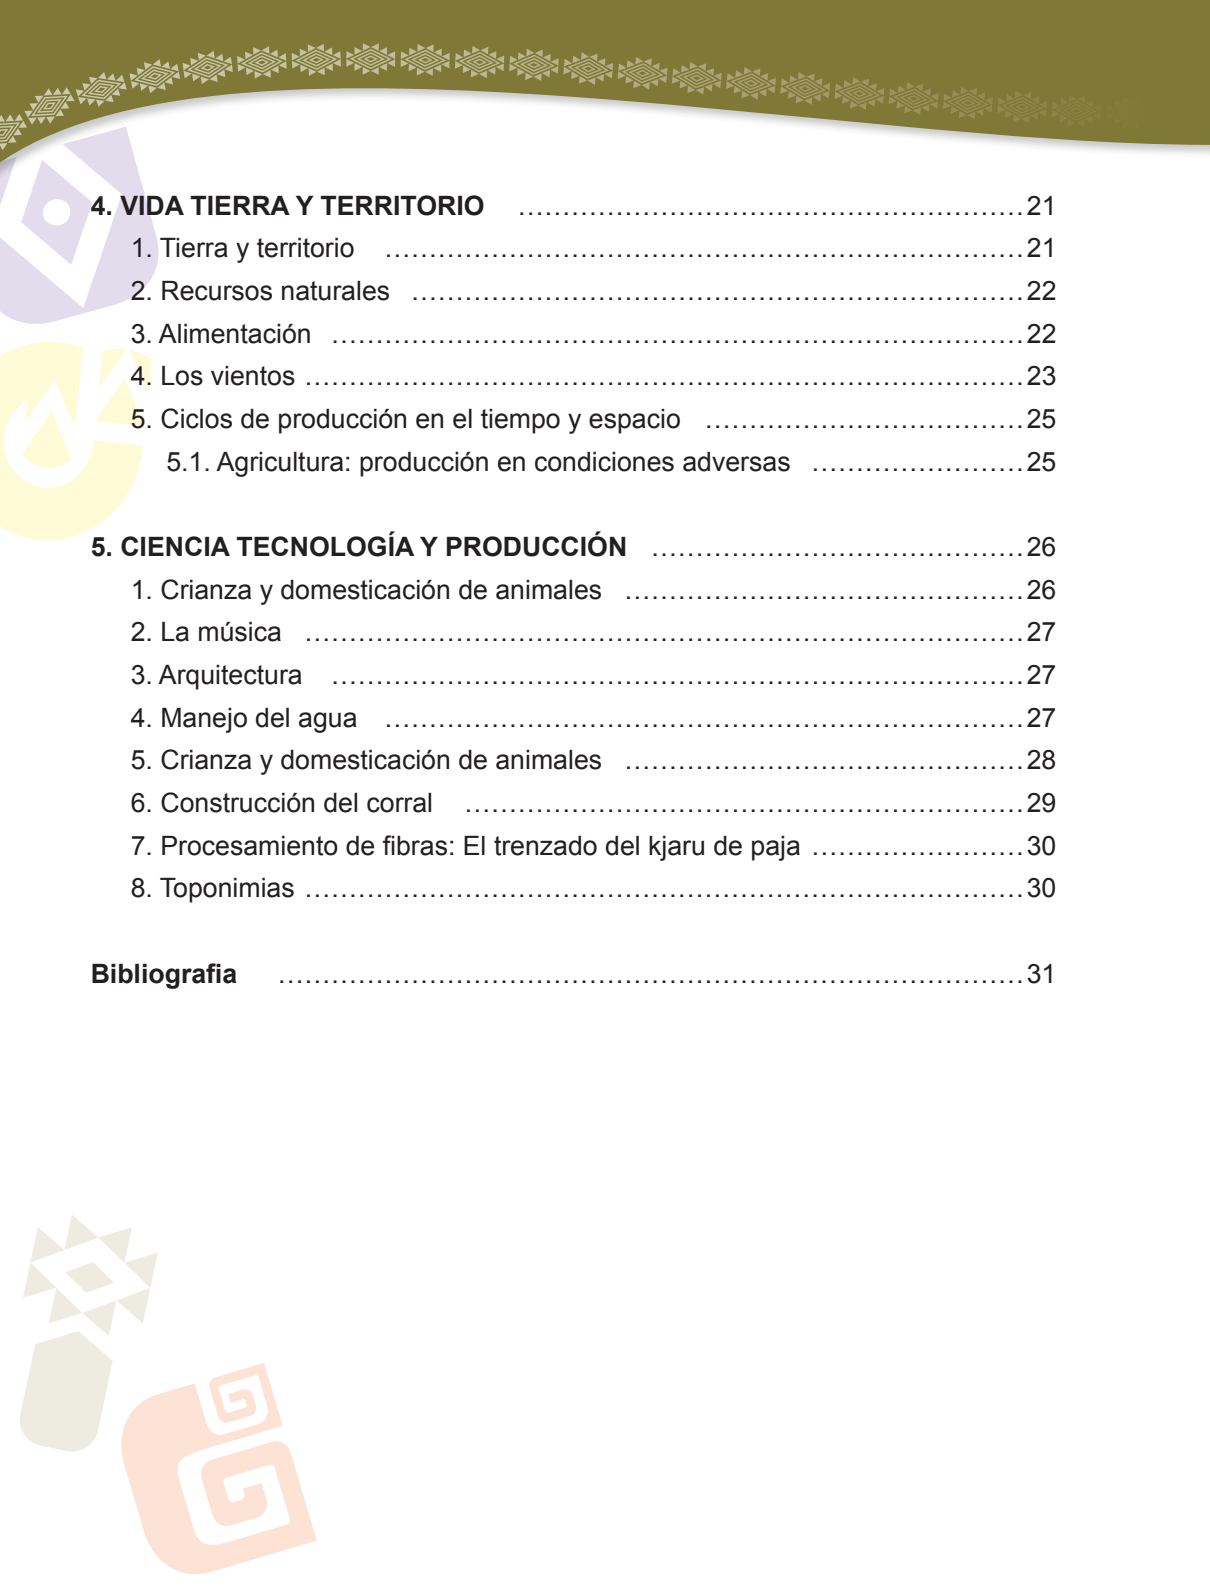 4. VIDA TIERRA Y TERRITORIO ........................................................ 21
1. Tierra y territorio ........................................................................ 21
2. Recursos naturales ..................................................................... 22
3. Alimentación .............................................................................. 22
4. Los vientos ................................................................................. 23
5. Ciclos de producción en el tiempo y espacio .................................... 25
5.1. Agricultura: producción en condiciones adversas ........................ 25
5. CIENCIA TECNOLOGÍA Y PRODUCCIÓN .......................................... 26
1. Crianza y domesticación de animales ............................................. 26
2. La música ................................................................................. 27
3. Arquitectura .............................................................................. 27
4. Manejo del agua ........................................................................ 27
5. Crianza y domesticación de animales ............................................. 28
6. Construcción del corral ............................................................... 29
7. Procesamiento de fibras: El trenzado del kjaru de paja ........................ 30
8. Toponimias ................................................................................. 30
Bibliografia .................................................................................... 31